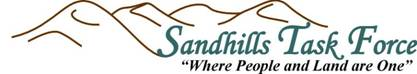 Sandhills Task Force
"Where People and Land are One"